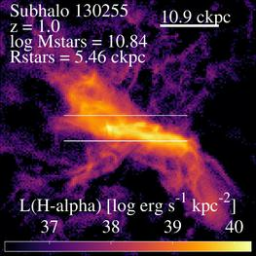 Subhalo 130255
10.9 ckpc
z = 1.0
log Mstars = 10.84
Rstars = 5.46 ckpc
L(H-alpha) [log erg s⁻¹ kpc⁻²]
37 38 39 40